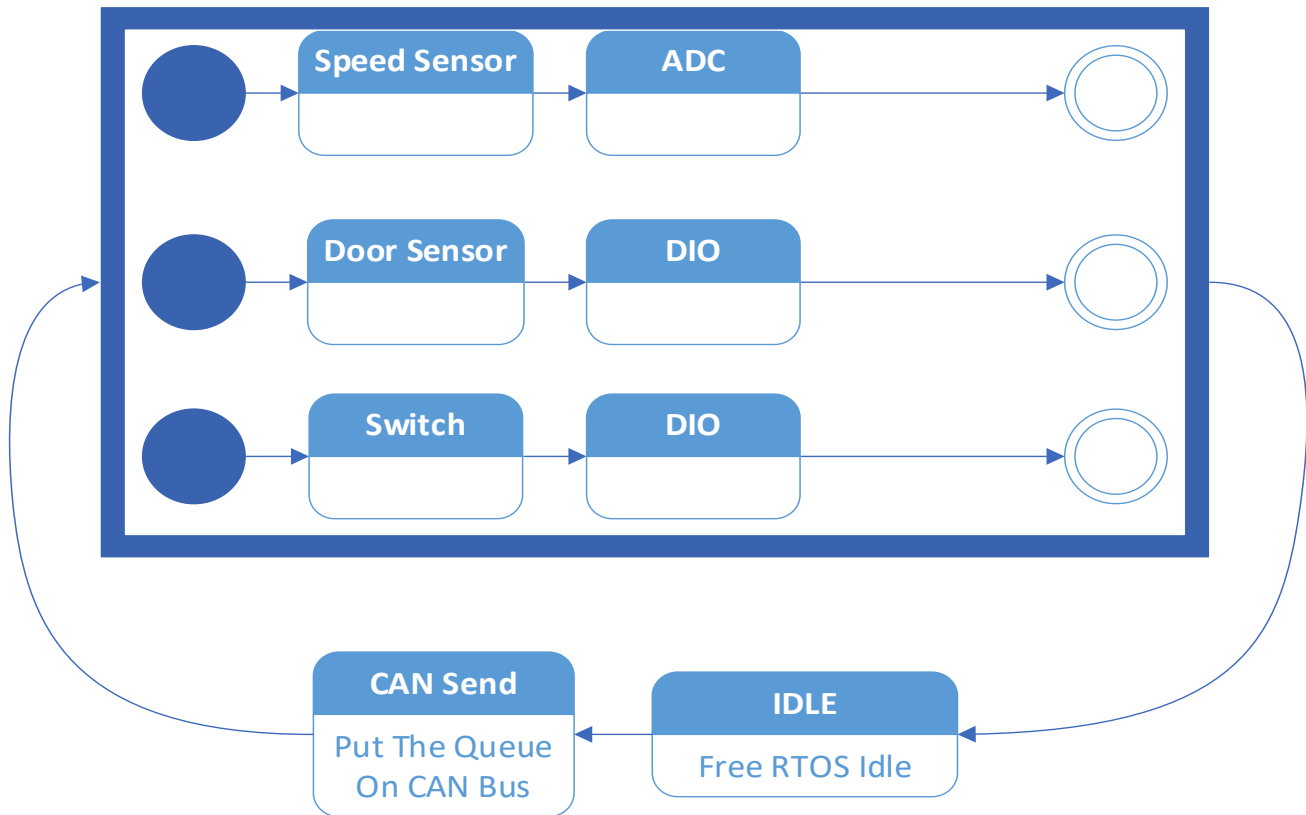 Speed Sensor
ADC
Door Sensor
DIO
Switch
DIO
CAN Send
Put The Queue
On CAN Bus
IDLE
Free RTOS Idle